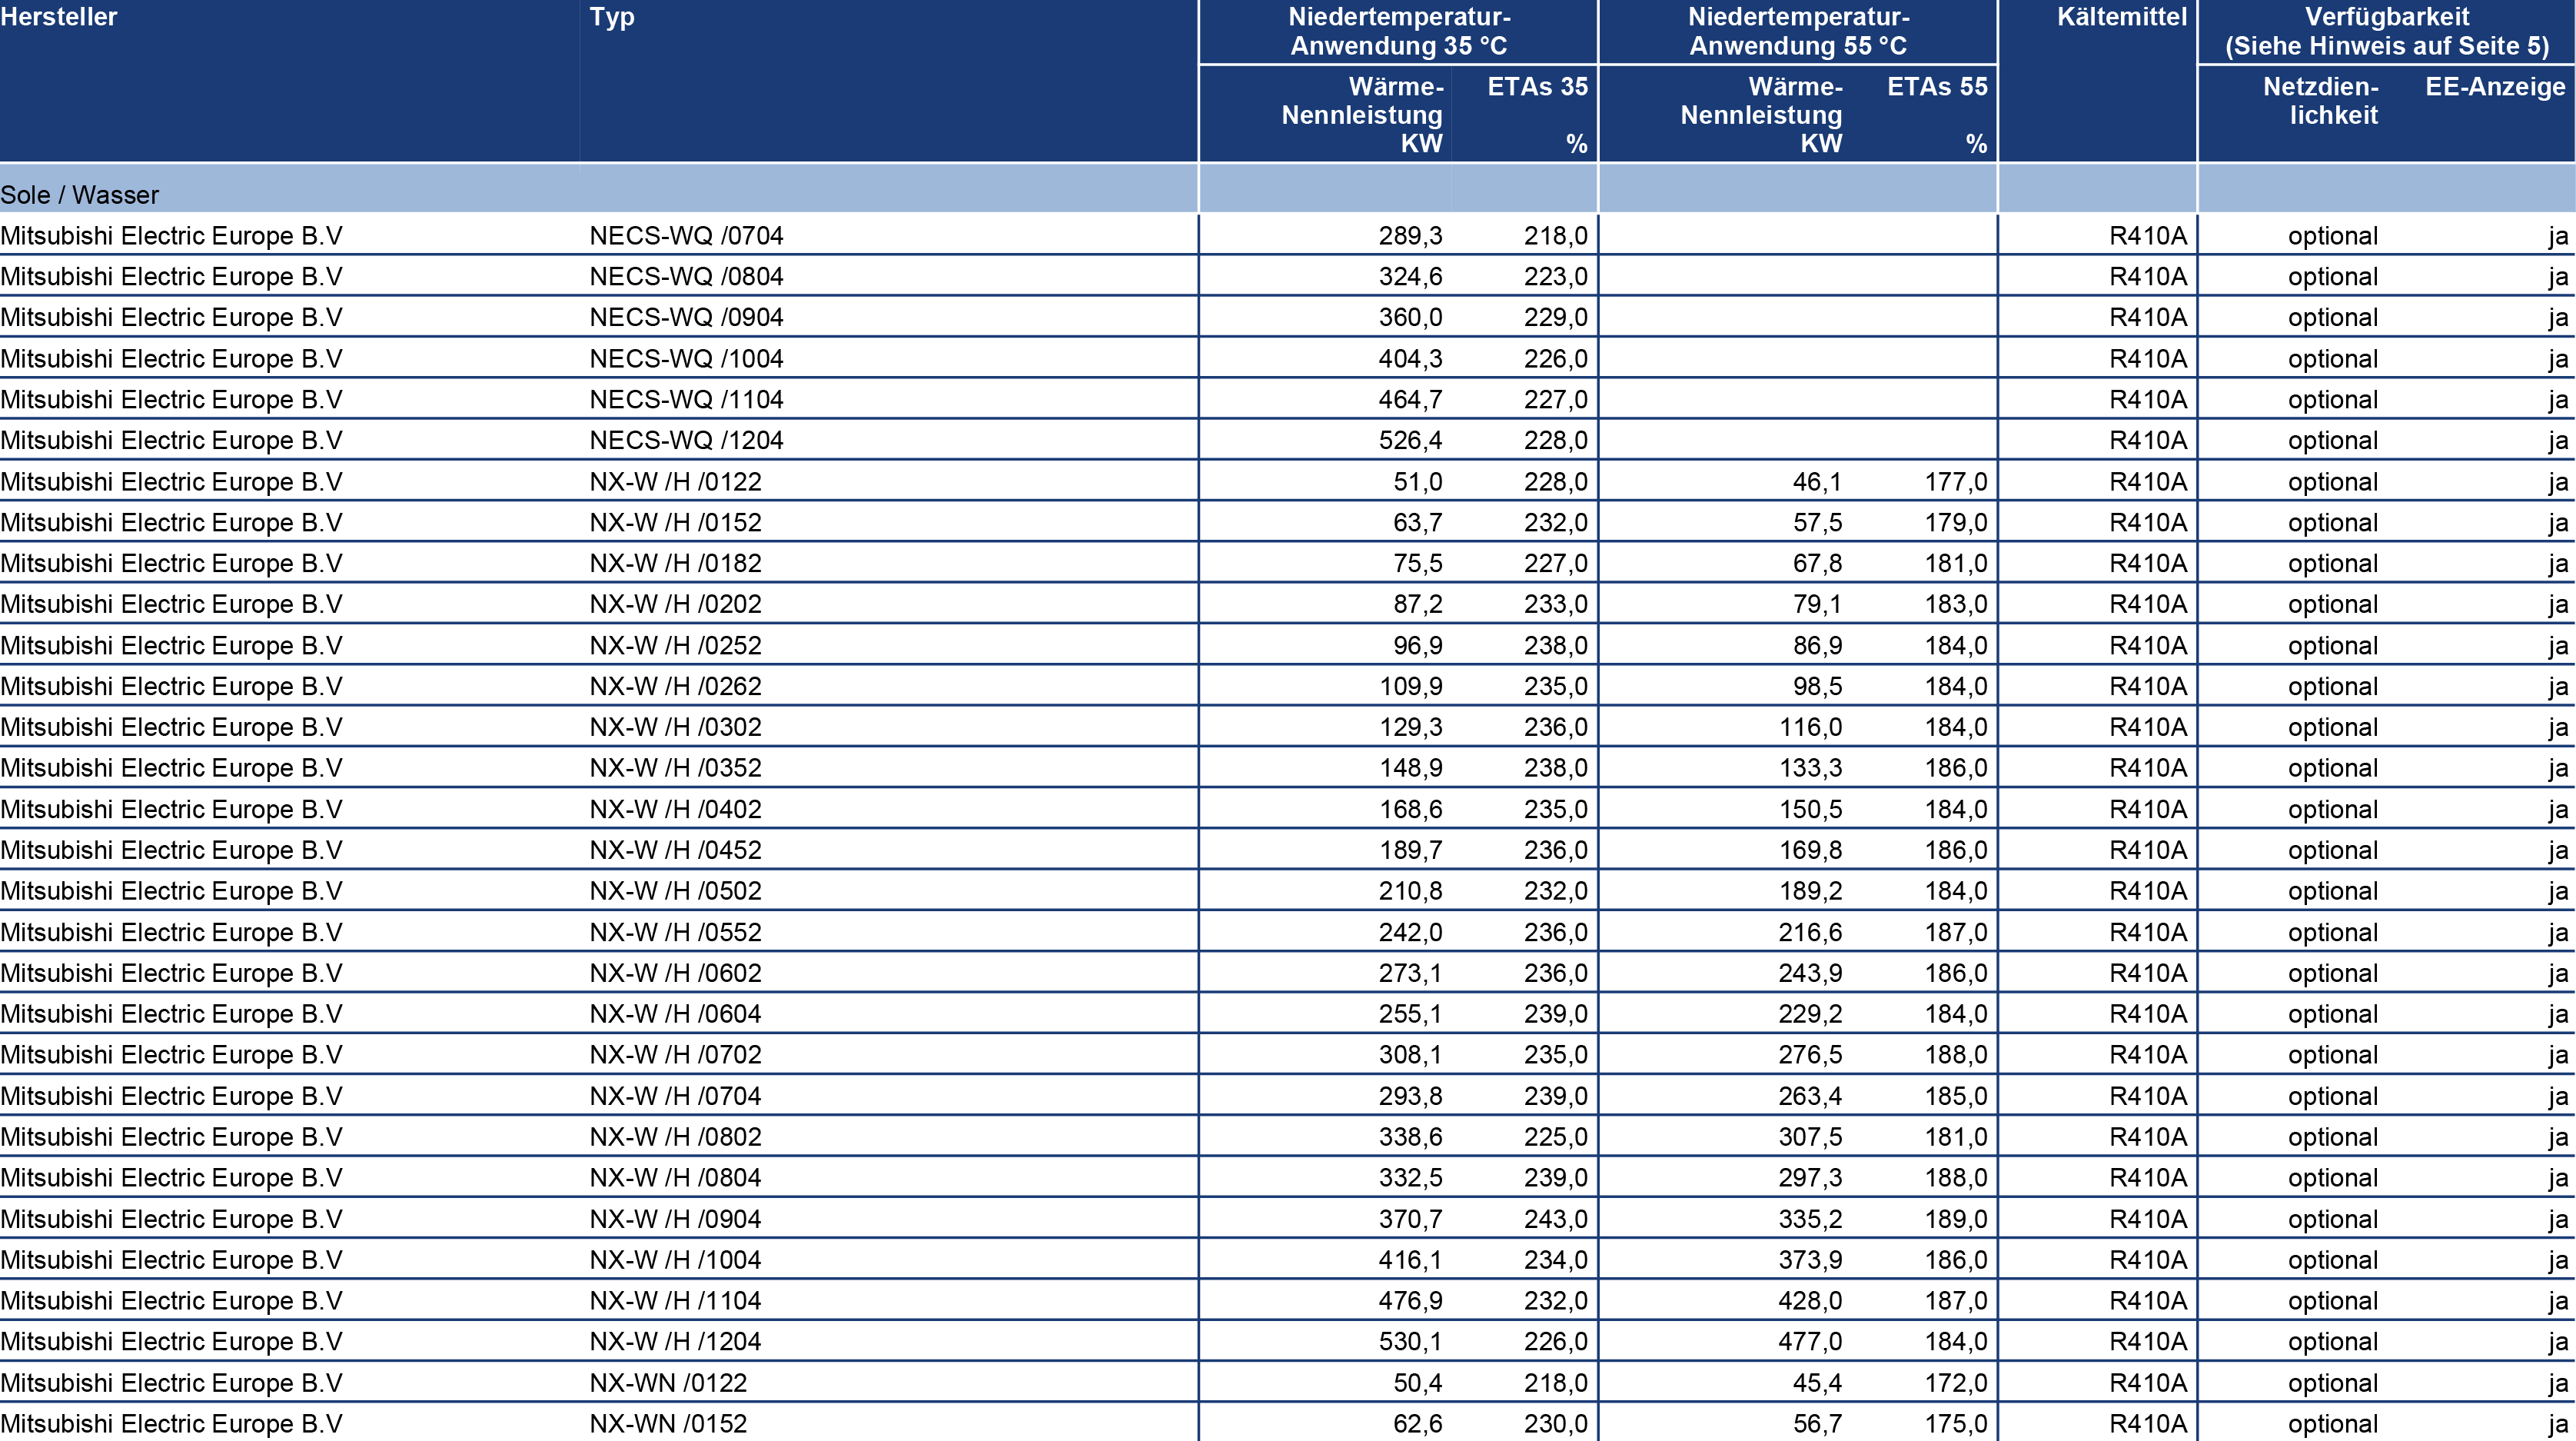 Hersteller Typ Niedertemperatur- Niedertemperatur- Kältemittel Verfügbarkeit
Anwendung 35 °C Anwendung 55 °C (Siehe Hinweis auf Seite 5)
Wärme- ETAs 35 Wärme- ETAs 55 Netzdien- EE-Anzeige
Nennleistung Nennleistung lichkeit
KW % KW %
Sole / Wasser
Mitsubishi Electric Europe B.V NECS-WQ /0704 289,3 218,0 R410A optional ja
Mitsubishi Electric Europe B.V NECS-WQ /0804 324,6 223,0 R410A optional ja
Mitsubishi Electric Europe B.V NECS-WQ /0904 360,0 229,0 R410A optional ja
Mitsubishi Electric Europe B.V NECS-WQ /1004 404,3 226,0 R410A optional ja
Mitsubishi Electric Europe B.V NECS-WQ /1104 464,7 227,0 R410A optional ja
Mitsubishi Electric Europe B.V NECS-WQ /1204 526,4 228,0 R410A optional ja
Mitsubishi Electric Europe B.V NX-W /H /0122 51,0 228,0 46,1 177,0 R410A optional ja
Mitsubishi Electric Europe B.V NX-W /H /0152 63,7 232,0 57,5 179,0 R410A optional ja
Mitsubishi Electric Europe B.V NX-W /H /0182 75,5 227,0 67,8 181,0 R410A optional ja
Mitsubishi Electric Europe B.V NX-W /H /0202 87,2 233,0 79,1 183,0 R410A optional ja
Mitsubishi Electric Europe B.V NX-W /H /0252 96,9 238,0 86,9 184,0 R410A optional ja
Mitsubishi Electric Europe B.V NX-W /H /0262 109,9 235,0 98,5 184,0 R410A optional ja
Mitsubishi Electric Europe B.V NX-W /H /0302 129,3 236,0 116,0 184,0 R410A optional ja
Mitsubishi Electric Europe B.V NX-W /H /0352 148,9 238,0 133,3 186,0 R410A optional ja
Mitsubishi Electric Europe B.V NX-W /H /0402 168,6 235,0 150,5 184,0 R410A optional ja
Mitsubishi Electric Europe B.V NX-W /H /0452 189,7 236,0 169,8 186,0 R410A optional ja
Mitsubishi Electric Europe B.V NX-W /H /0502 210,8 232,0 189,2 184,0 R410A optional ja
Mitsubishi Electric Europe B.V NX-W /H /0552 242,0 236,0 216,6 187,0 R410A optional ja
Mitsubishi Electric Europe B.V NX-W /H /0602 273,1 236,0 243,9 186,0 R410A optional ja
Mitsubishi Electric Europe B.V NX-W /H /0604 255,1 239,0 229,2 184,0 R410A optional ja
Mitsubishi Electric Europe B.V NX-W /H /0702 308,1 235,0 276,5 188,0 R410A optional ja
Mitsubishi Electric Europe B.V NX-W /H /0704 293,8 239,0 263,4 185,0 R410A optional ja
Mitsubishi Electric Europe B.V NX-W /H /0802 338,6 225,0 307,5 181,0 R410A optional ja
Mitsubishi Electric Europe B.V NX-W /H /0804 332,5 239,0 297,3 188,0 R410A optional ja
Mitsubishi Electric Europe B.V NX-W /H /0904 370,7 243,0 335,2 189,0 R410A optional ja
Mitsubishi Electric Europe B.V NX-W /H /1004 416,1 234,0 373,9 186,0 R410A optional ja
Mitsubishi Electric Europe B.V NX-W /H /1104 476,9 232,0 428,0 187,0 R410A optional ja
Mitsubishi Electric Europe B.V NX-W /H /1204 530,1 226,0 477,0 184,0 R410A optional ja
Mitsubishi Electric Europe B.V NX-WN /0122 50,4 218,0 45,4 172,0 R410A optional ja
Mitsubishi Electric Europe B.V NX-WN /0152 62,6 230,0 56,7 175,0 R410A optional ja